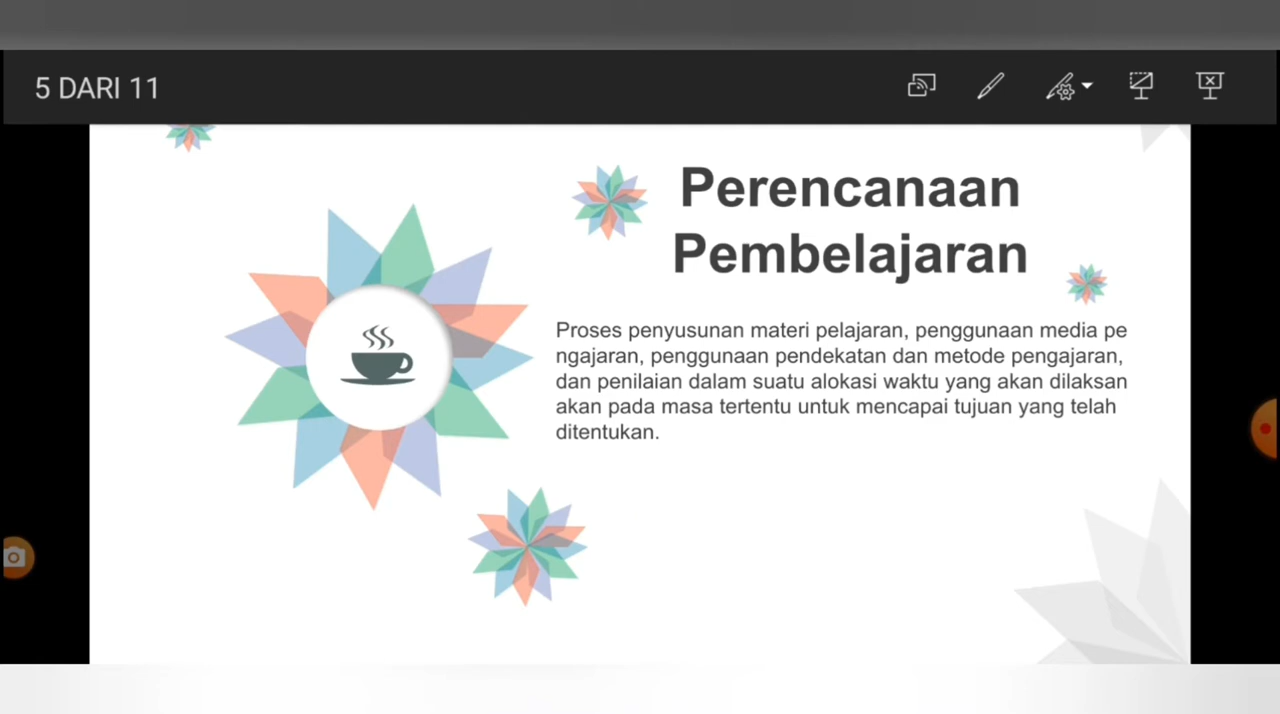 5 DARI 11
Perencanaan
Pembelajaran
Proses penyusunan materi pelajaran, penggunaan media pe
ngajaran, penggunaan pendekatan dan metode pengajaran,
dan penilaian dalam suatu alokasi waktu yang akan dilaksan
akan pada masa tertentu untuk mencapai tujuan yang telah
ditentukan.